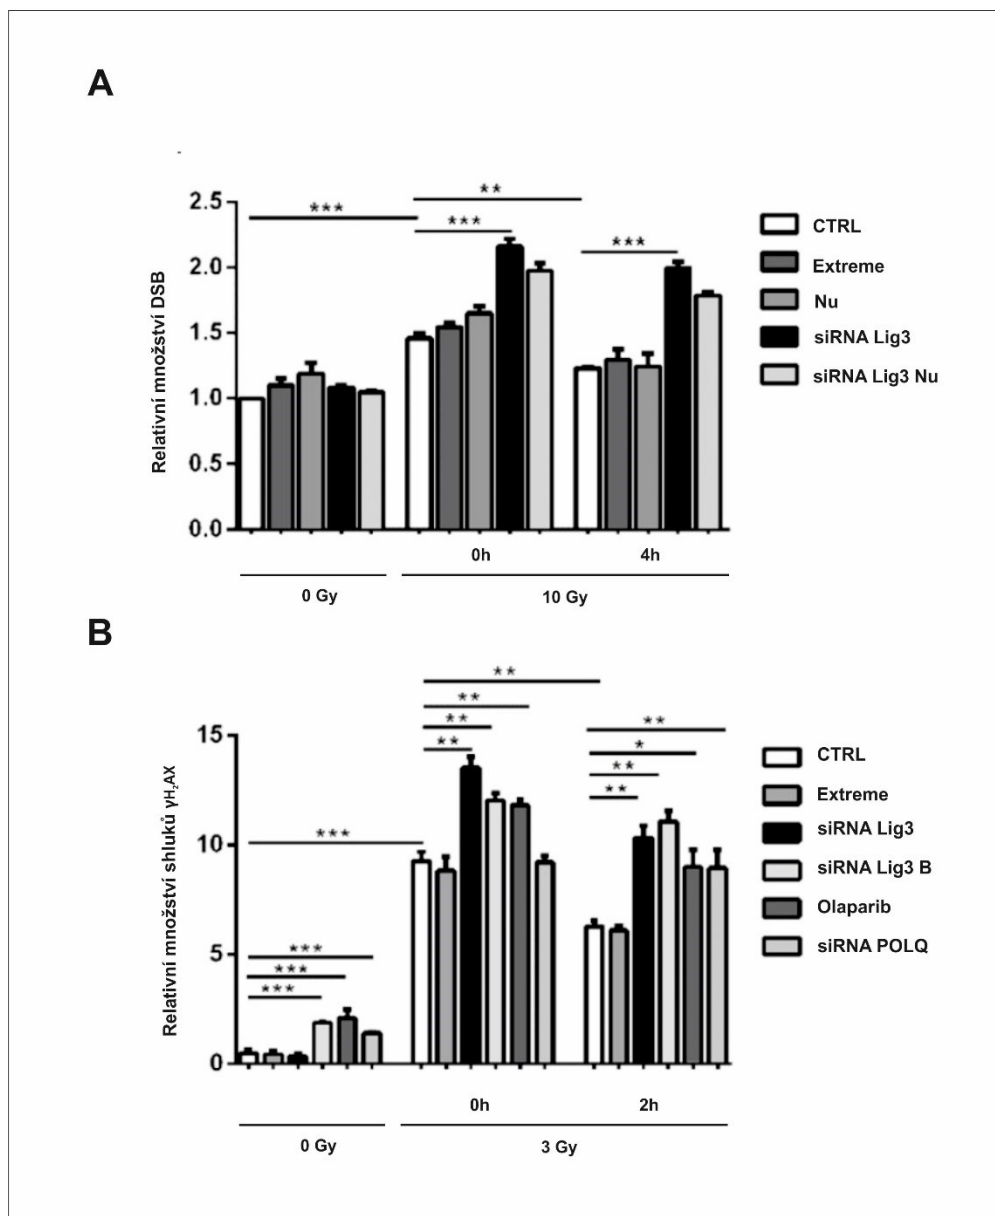 A
Relativní množství DSB
2.5
2.0
1.5
1.0
0.5
0.0
***
**
***
***
CTRL
Extreme
Nu
siRNA Lig3
siRNA Lig3 Nu
0h
4h
0 Gy
10 Gy
B
Relativní množství shluků γH₂AX
15
10
5
0
**
**
**
**
***
***
***
***
**
*
**
**
CTRL
Extreme
siRNA Lig3
siRNA Lig3 B
Olaparib
siRNA POLQ
0h
2h
0 Gy
3 Gy